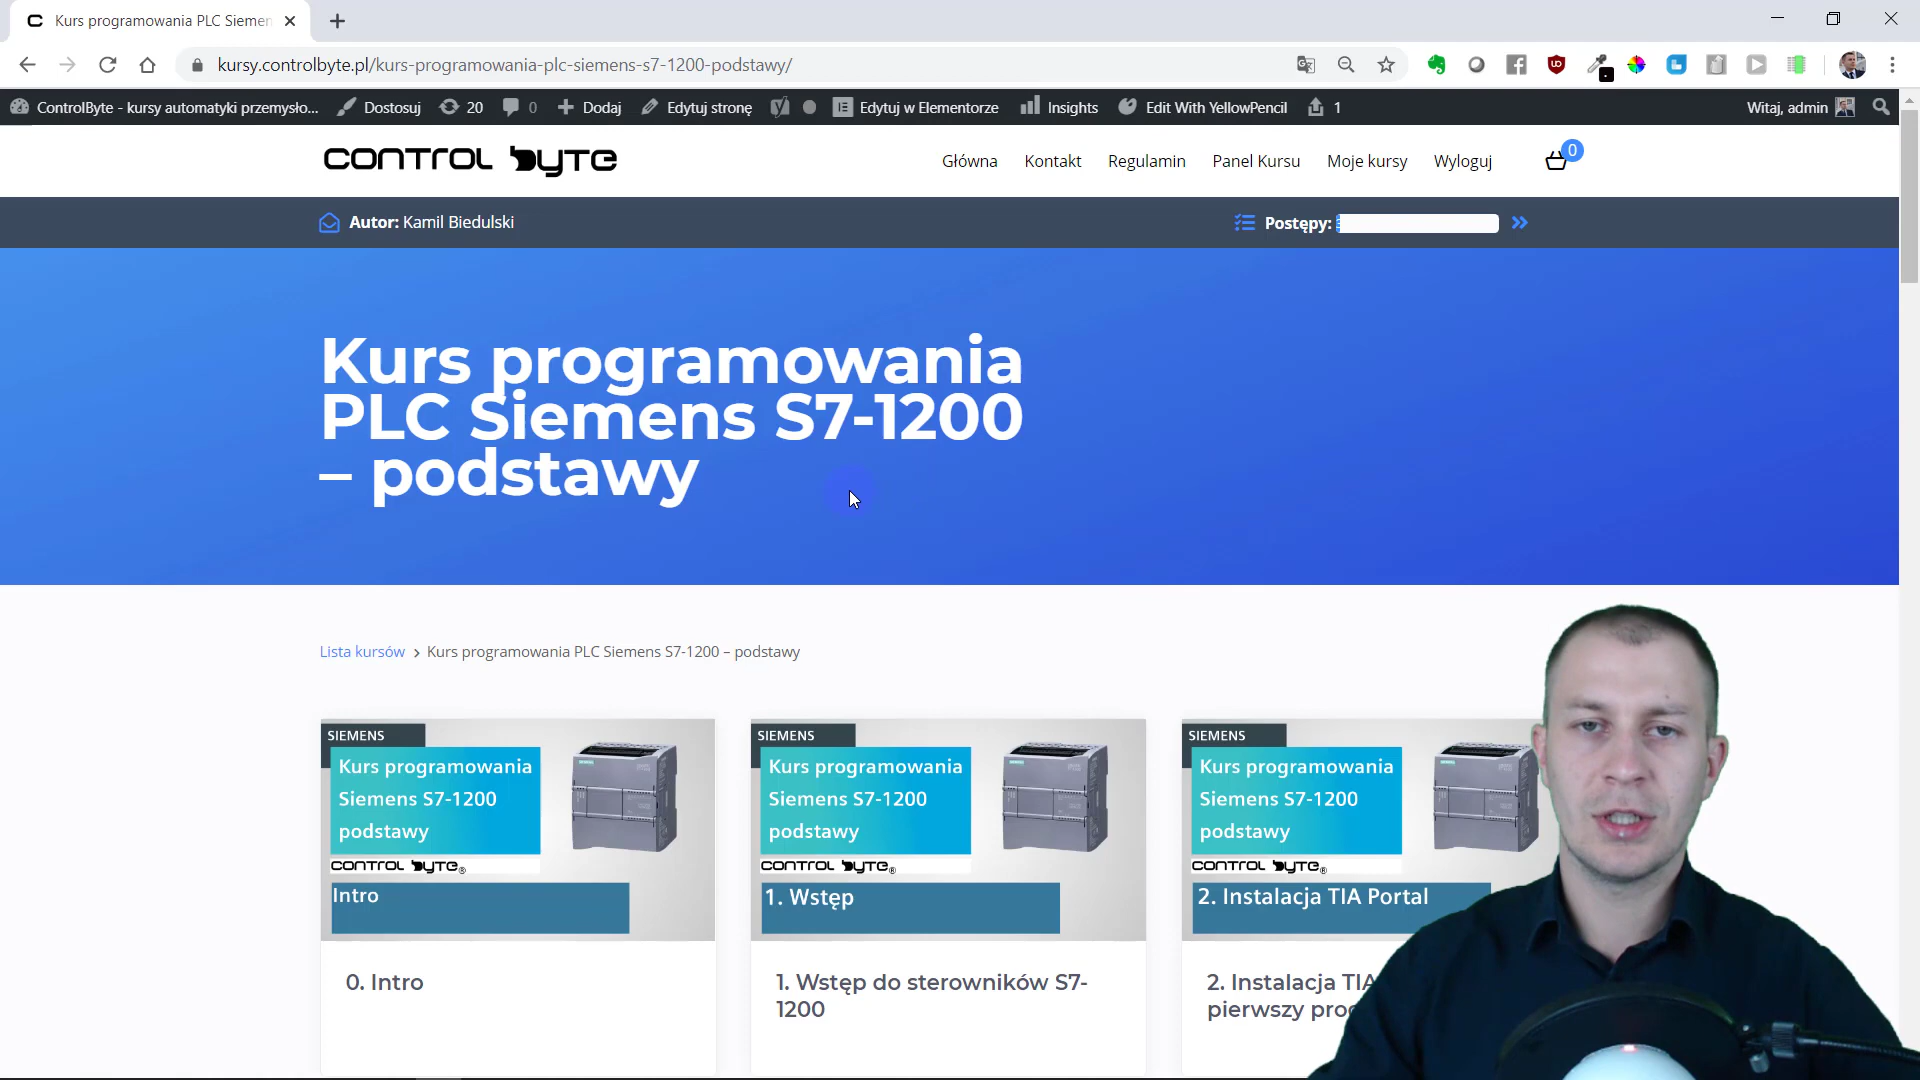 Kurs programowania PLC Siemen
kursy.controlbyte.pl/kurs-programowania-plc-siemens-s7-1200-podstawy/
ControlByte - kursy automatyki przemysło... Dostosuj 20 0 Dodaj Edytuj stronę Edytuj w Elementorze Insights Edit With YellowPencil 1 Witaj, admin
CONTROL BYTE Główna Kontakt Regulamin Panel Kursu Moje kursy Wyloguj 0
Autor: Kamil Biedulski Postępy:
Kurs programowania
PLC Siemens S7-1200
– podstawy
Lista kursów > Kurs programowania PLC Siemens S7-1200 – podstawy
SIEMENS
Kurs programowania
Siemens S7-1200
podstawy
CONTROL BYTE®
Intro
0. Intro
SIEMENS
Kurs programowania
Siemens S7-1200
podstawy
CONTROL BYTE®
1. Wstęp
1. Wstęp do sterowników S7-
1200
SIEMENS
Kurs programowania
Siemens S7-1200
podstawy
CONTROL BYTE®
2. Instalacja TIA Portal
2. Instalacja TIA
pierwszy